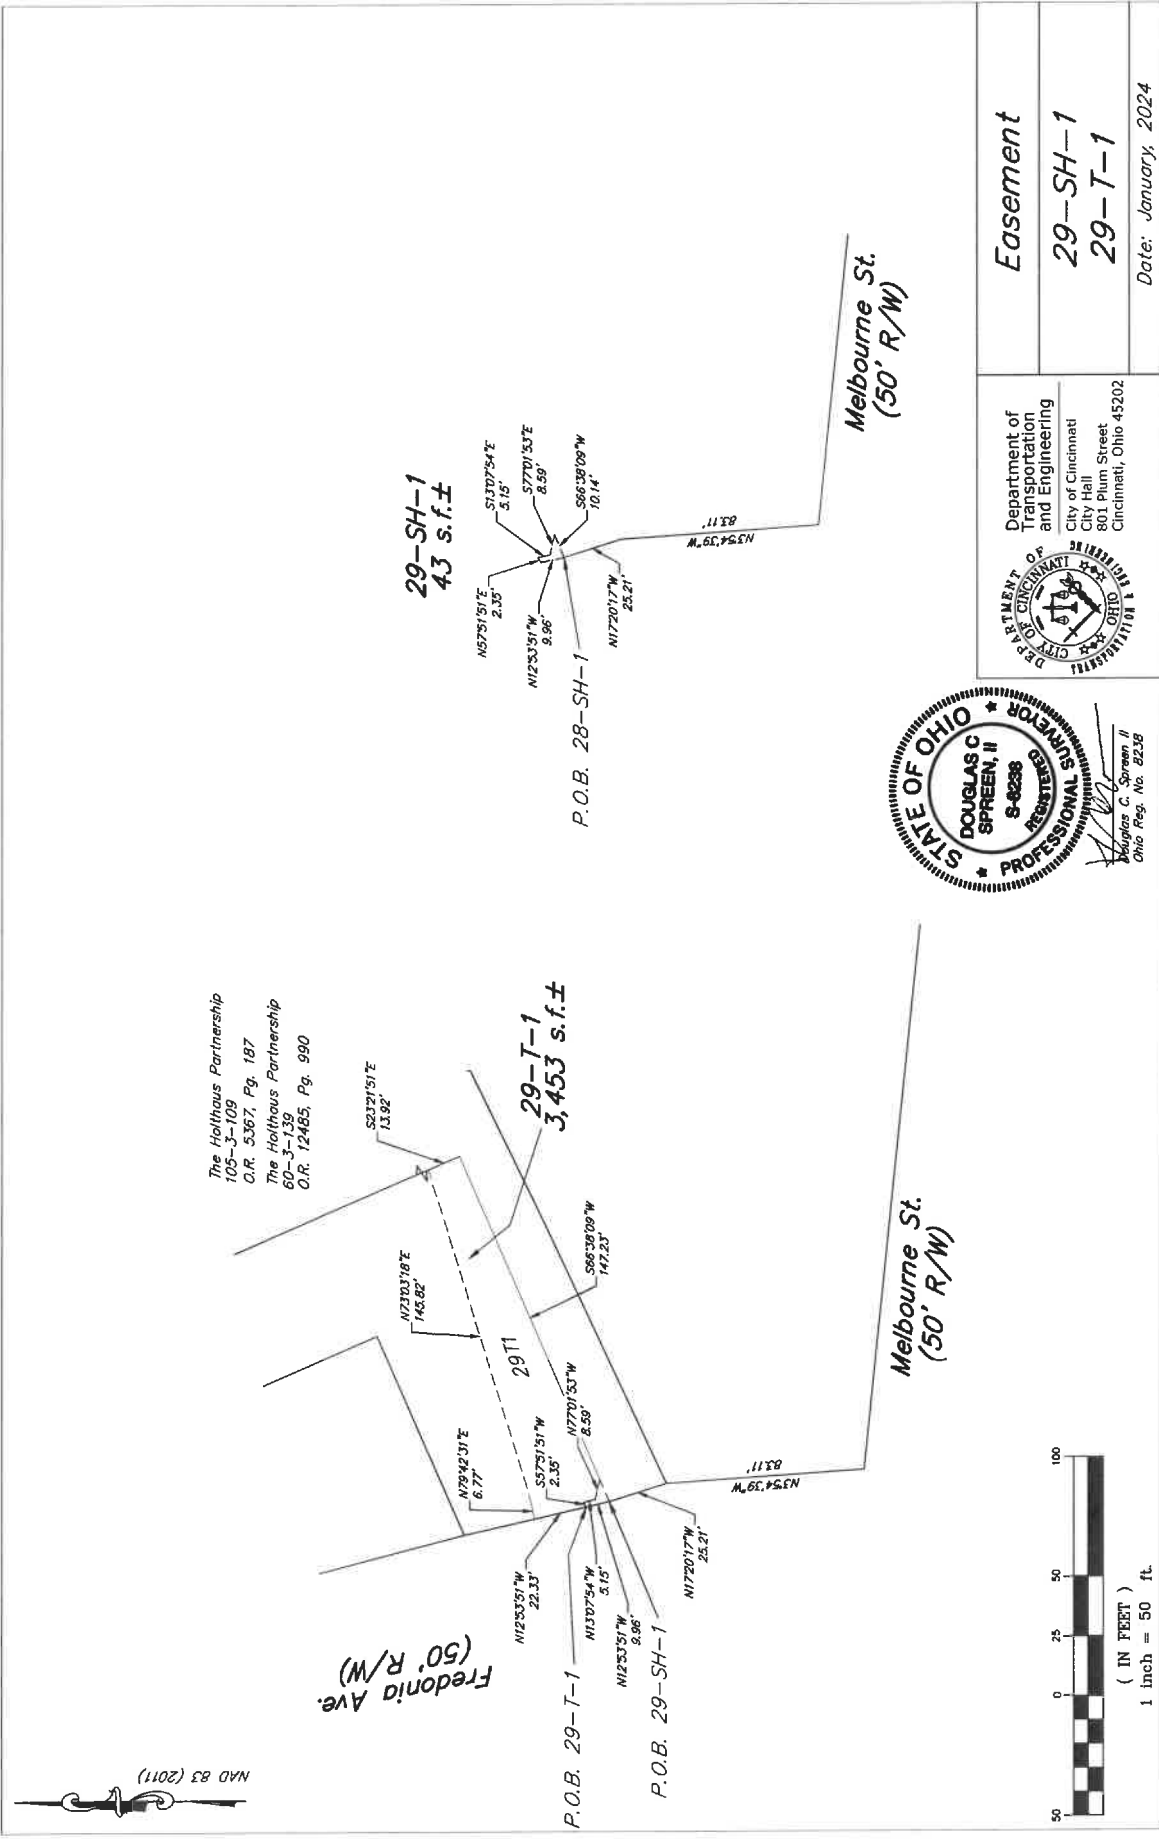 NAD 83 (2011)
The Holthaus Partnership
105-3-109
O.R. 5367, Pg. 187
The Holthaus Partnership
60-3-139
O.R. 12485, Pg. 990
Fredonia Ave.
(50' R/W)
S23°21'51"E
13.92'
N73°03'18"E
145.82'
29-T-1
3,453 s.f.±
29T1
S66°38'09"W
147.23'
N79°42'31"E
6.77'
S57°51'51"W
2.35'
N77°01'53"W
8.59'
N12°53'51"W
22.33'
P.O.B. 29-T-1
N13°07'54"W
5.15'
N12°53'51"W
9.96'
P.O.B. 29-SH-1
N17°20'17"W
25.21'
N3°54'39"W
83.11'
Melbourne St.
(50' R/W)
50
0
25
50
100
( IN FEET )
1 inch = 50 ft.
29-SH-1
43 s.f.±
S13°07'54"E
5.15'
S77°01'53"E
8.59'
S66°38'09"W
10.14'
N57°51'51"E
2.35'
N12°53'51"W
9.96'
P.O.B. 28-SH-1
N17°20'17"W
25.21'
N3°54'39"W
83.11'
Melbourne St.
(50' R/W)
STATE OF OHIO
DOUGLAS C
SPREEN, II
S-8238
REGISTERED
PROFESSIONAL SURVEYOR
Douglas C. Spreen II
Ohio Reg. No. 8238
DEPARTMENT OF
TRANSPORTATION & ENGINEERING
CITY OF CINCINNATI
OHIO
Department of
Transportation
and Engineering
City of Cincinnati
City Hall
801 Plum Street
Cincinnati, Ohio 45202
Easement
29-SH-1
29-T-1
Date: January, 2024